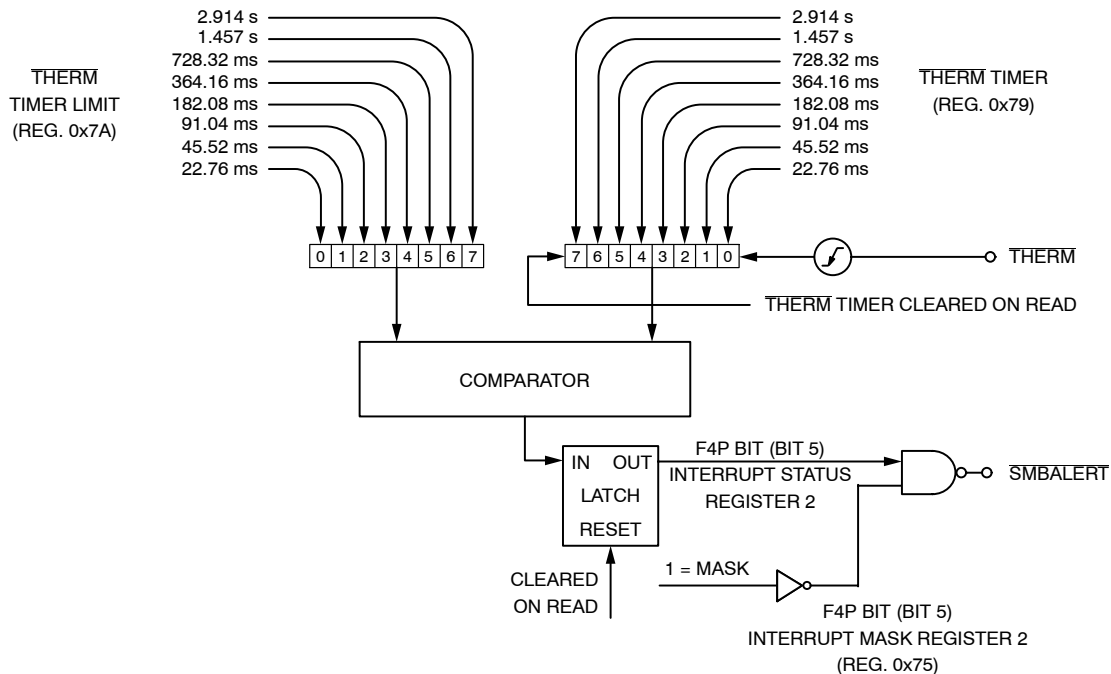 2.914 s
1.457 s
728.32 ms
364.16 ms
182.08 ms
91.04 ms
45.52 ms
22.76 ms
THERM
TIMER LIMIT
(REG. 0x7A)
2.914 s
1.457 s
728.32 ms
364.16 ms
182.08 ms
91.04 ms
45.52 ms
22.76 ms
THERM TIMER
(REG. 0x79)
0 1 2 3 4 5 6 7
7 6 5 4 3 2 1 0
THERM
THERM TIMER CLEARED ON READ
COMPARATOR
IN OUT
LATCH
RESET
F4P BIT (BIT 5)
INTERRUPT STATUS
REGISTER 2
SMBALERT
CLEARED
ON READ
1 = MASK
F4P BIT (BIT 5)
INTERRUPT MASK REGISTER 2
(REG. 0x75)